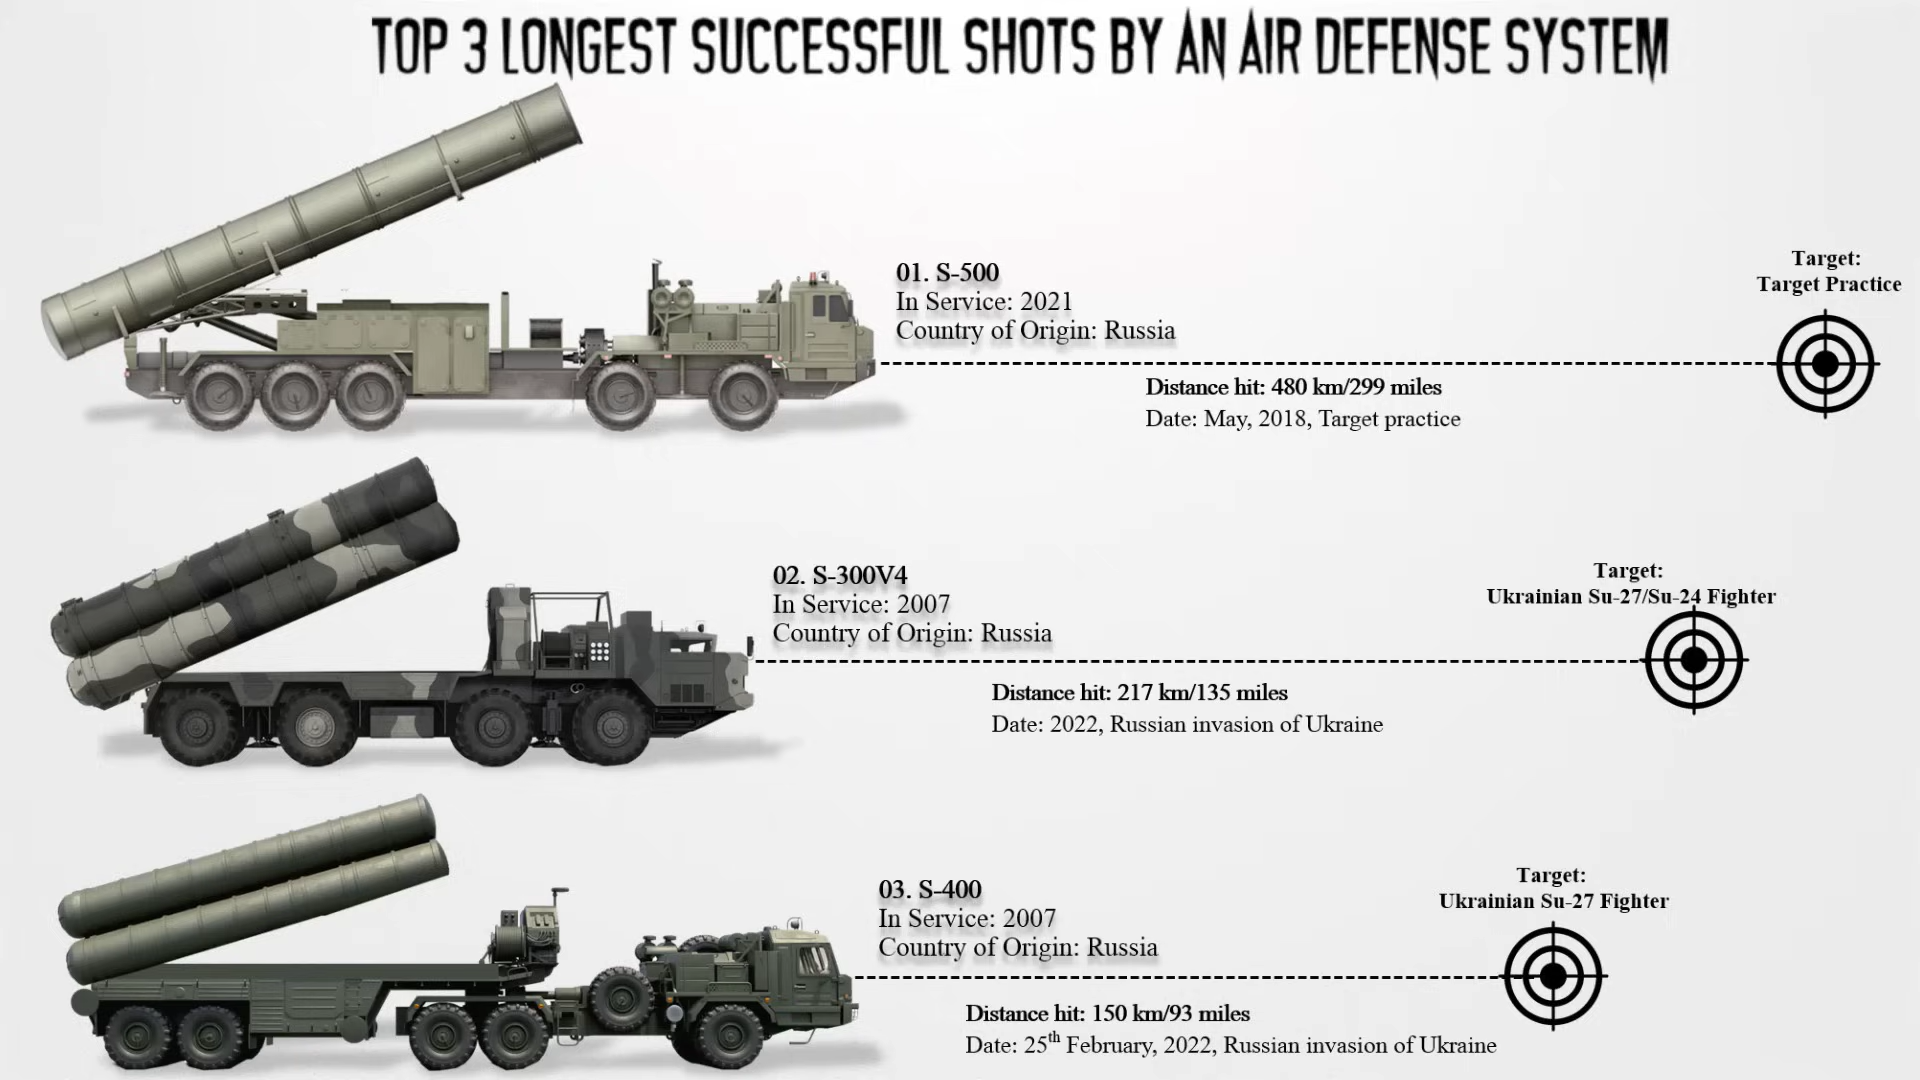 TOP 3 LONGEST SUCCESSFUL SHOTS BY AN AIR DEFENSE SYSTEM
01. S-500
In Service: 2021
Country of Origin: Russia
Target:
Target Practice
Distance hit: 480 km/299 miles
Date: May, 2018, Target practice
02. S-300V4
In Service: 2007
Country of Origin: Russia
Target:
Ukrainian Su-27/Su-24 Fighter
Distance hit: 217 km/135 miles
Date: 2022, Russian invasion of Ukraine
03. S-400
In Service: 2007
Country of Origin: Russia
Target:
Ukrainian Su-27 Fighter
Distance hit: 150 km/93 miles
Date: 25th February, 2022, Russian invasion of Ukraine